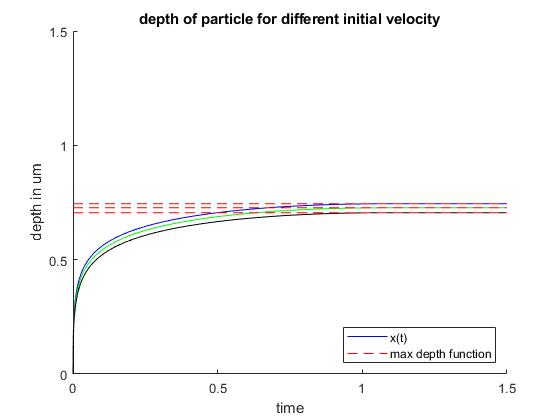 depth of particle for different initial velocity
1.5
1
0.5
0
depth in um
0
0.5
1
1.5
time
x(t)
max depth function